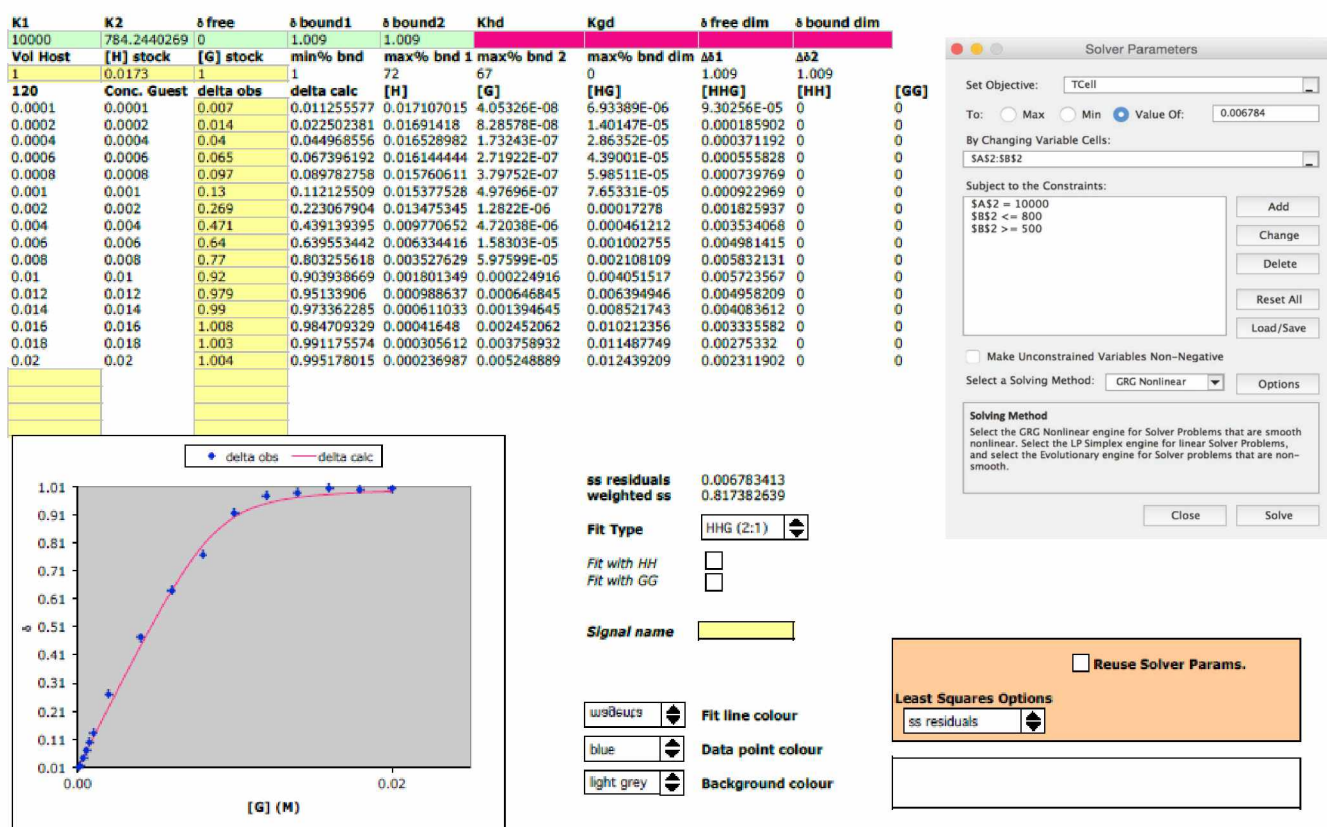 K1 K2 δ free δ bound1 δ bound2 Khd Kgd δ free dim δ bound dim
10000 784.2440269 0 1.009 1.009
Vol Host [H] stock [G] stock min% bnd max% bnd 1 max% bnd 2 max% bnd dim Δδ1 Δδ2
1 0.0173 1 1 72 67 0 1.009 1.009
120 Conc. Guest delta obs delta calc [H] [G] [HG] [HHG] [HH] [GG]
0.0001 0.0001 0.007 0.011255577 0.017107015 4.05326E-08 6.93389E-06 9.30256E-05 0 0
0.0002 0.0002 0.014 0.022502381 0.01691418 8.28578E-08 1.40147E-05 0.000185902 0 0
0.0004 0.0004 0.04 0.044968556 0.016528982 1.73243E-07 2.86352E-05 0.000371192 0 0
0.0006 0.0006 0.065 0.067396192 0.016144444 2.71922E-07 4.39001E-05 0.000555828 0 0
0.0008 0.0008 0.097 0.089782758 0.015760611 3.79752E-07 5.98511E-05 0.000739769 0 0
0.001 0.001 0.13 0.112125509 0.015377528 4.97696E-07 7.65331E-05 0.000922969 0 0
0.002 0.002 0.269 0.223067904 0.013475345 1.2822E-06 0.00017278 0.001825937 0 0
0.004 0.004 0.471 0.439139395 0.009770652 4.72038E-06 0.000461212 0.003534068 0 0
0.006 0.006 0.64 0.639553442 0.006334416 1.58303E-05 0.001002755 0.004981415 0 0
0.008 0.008 0.77 0.803255618 0.003527629 5.97599E-05 0.002108109 0.005832131 0 0
0.01 0.01 0.92 0.903938669 0.001801349 0.000224916 0.004051517 0.005723567 0 0
0.012 0.012 0.979 0.95133906 0.000988637 0.000646845 0.006394946 0.004958209 0 0
0.014 0.014 0.99 0.973362285 0.000611033 0.001394645 0.008521743 0.004083612 0 0
0.016 0.016 1.008 0.984709329 0.00041648 0.002452062 0.010212356 0.003335582 0 0
0.018 0.018 1.003 0.991175574 0.000305612 0.003758932 0.011487749 0.00275332 0 0
0.02 0.02 1.004 0.995178015 0.000236987 0.005248889 0.012439209 0.002311902 0 0
Solver Parameters
Set Objective: TCell
To: Max Min Value Of: 0.006784
By Changing Variable Cells:
$A$2:$B$2
Subject to the Constraints:
$A$2 = 10000
$B$2 <= 800
$B$2 >= 500
Add
Change
Delete
Reset All
Load/Save
Make Unconstrained Variables Non-Negative
Select a Solving Method: GRG Nonlinear Options
Solving Method
Select the GRG Nonlinear engine for Solver Problems that are smooth
nonlinear. Select the LP Simplex engine for linear Solver Problems,
and select the Evolutionary engine for Solver problems that are non-
smooth.
Close Solve
delta obs delta calc
1.01
0.91
0.81
0.71
0.61
δ 0.51
0.41
0.31
0.21
0.11
0.01
0.00 0.02
[G] (M)
ss residuals 0.006783413
weighted ss 0.817382639
Fit Type HHG (2:1)
Fit with HH
Fit with GG
Signal name
magenta Fit line colour
blue Data point colour
light grey Background colour
Reuse Solver Params.
Least Squares Options
ss residuals